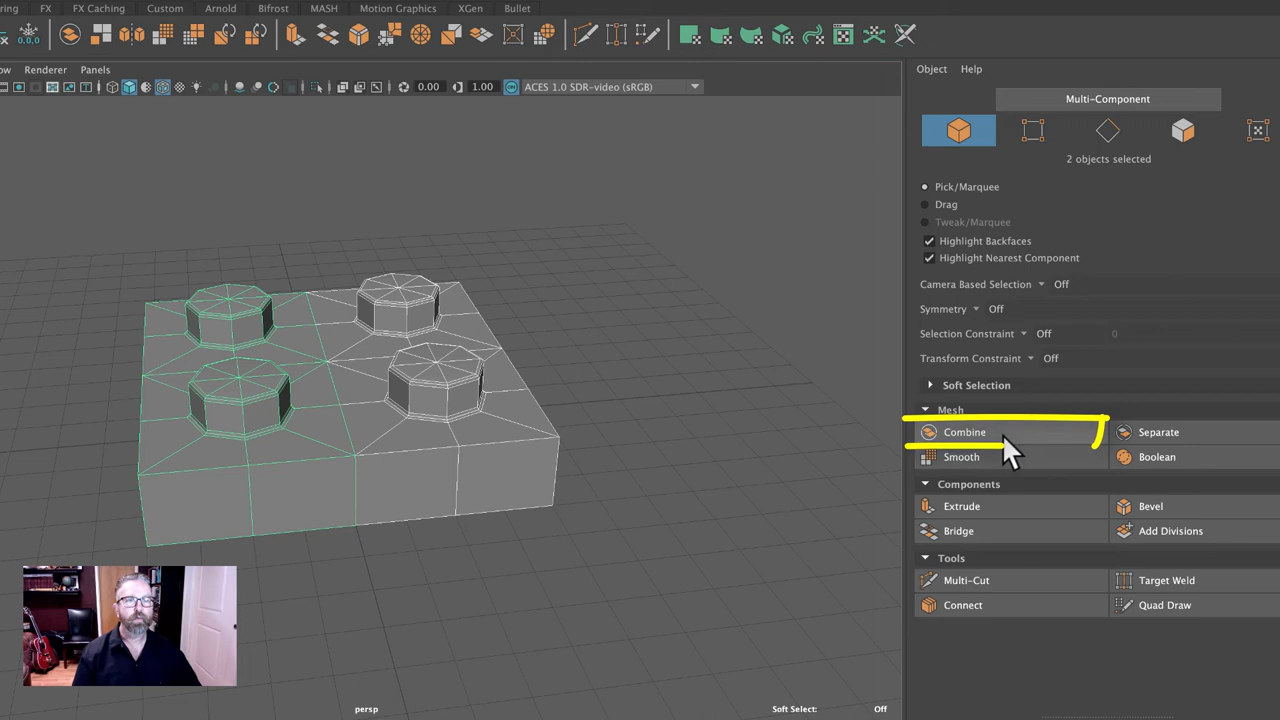 ring FX FX Caching Custom Arnold Bifrost MASH Motion Graphics XGen Bullet
0,0,0
ow Renderer Panels
0.00 1.00 ON ACES 1.0 SDR-video (sRGB)
Object Help
Multi-Component
2 objects selected
Pick/Marquee
Drag
Tweak/Marquee
Highlight Backfaces
Highlight Nearest Component
Camera Based Selection Off
Symmetry Off
Selection Constraint Off 0
Transform Constraint Off
Soft Selection
Mesh
Combine Separate
Smooth Boolean
Components
Extrude Bevel
Bridge Add Divisions
Tools
Multi-Cut Target Weld
Connect Quad Draw
persp Soft Select: Off